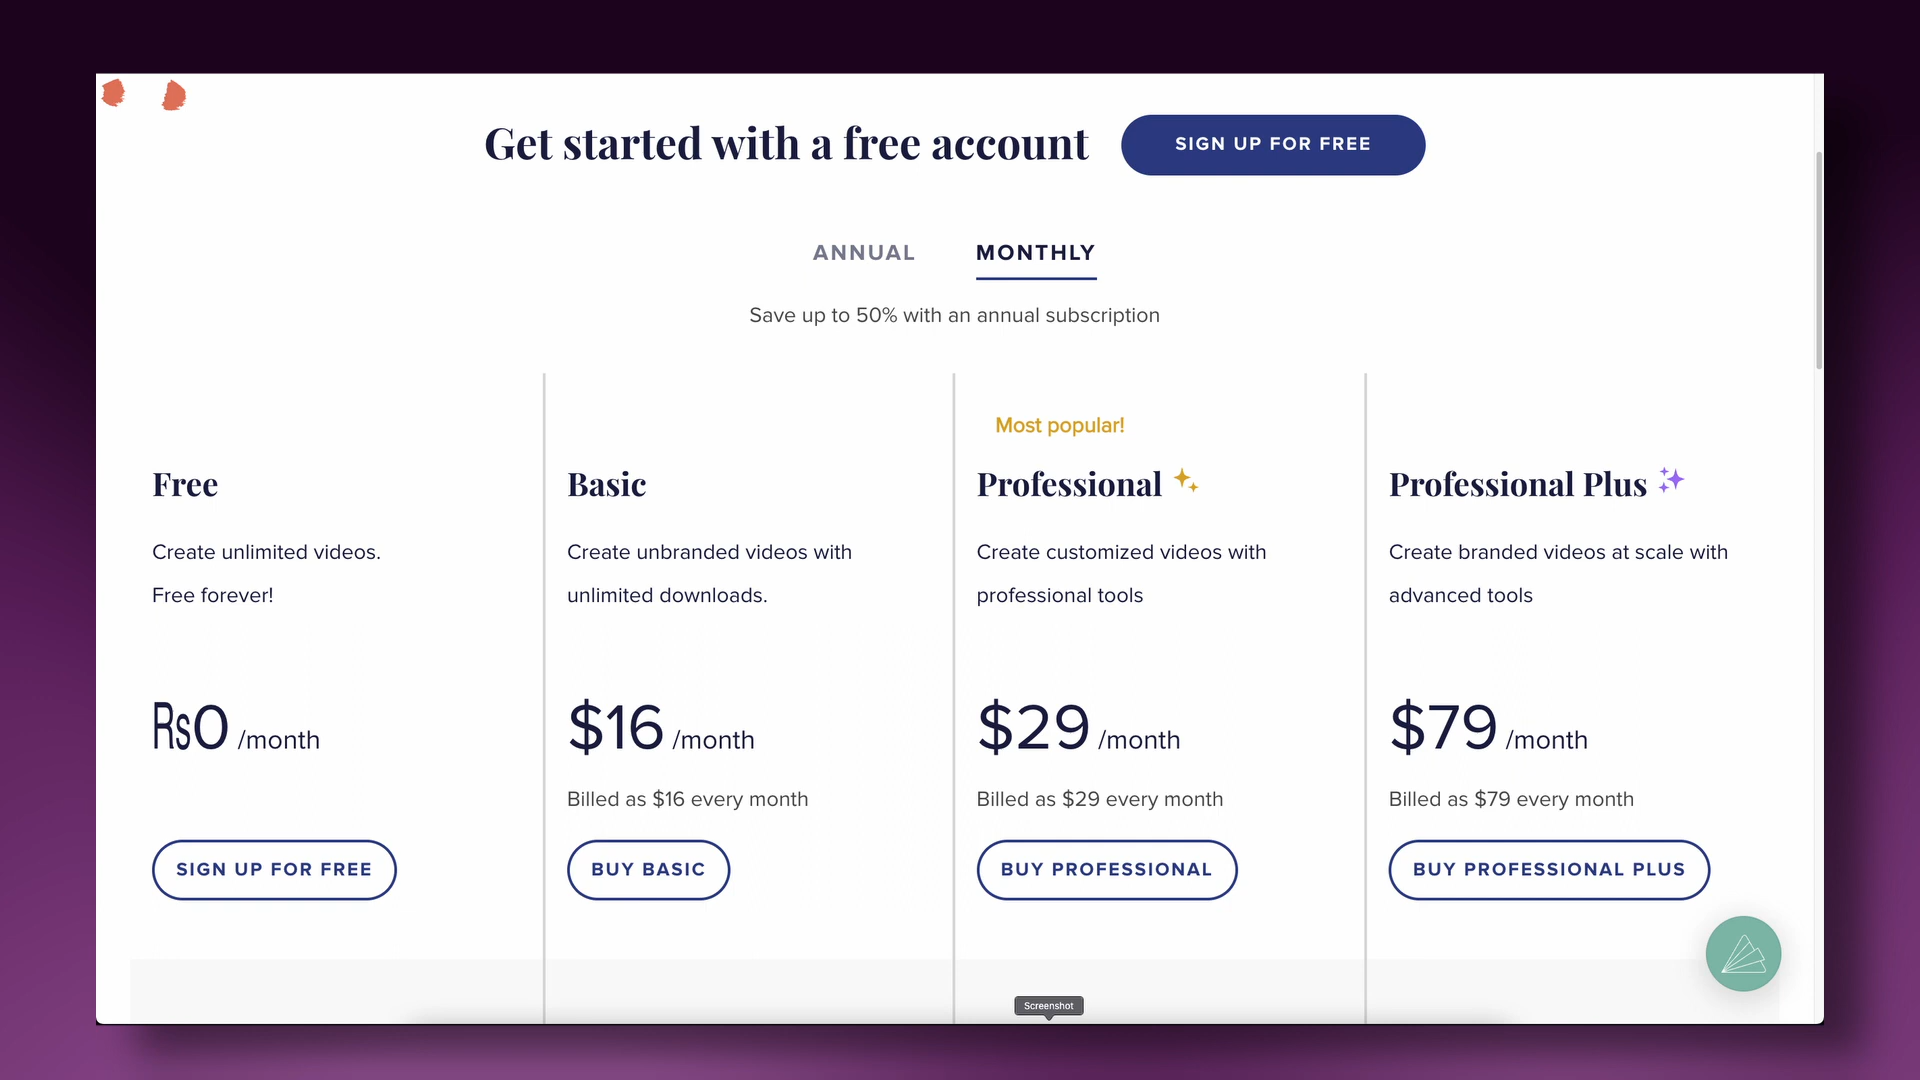 Get started with a free account
SIGN UP FOR FREE
ANNUAL
MONTHLY
Save up to 50% with an annual subscription
Free
Create unlimited videos.
Free forever!
Rs0 /month
SIGN UP FOR FREE
Basic
Create unbranded videos with
unlimited downloads.
$16 /month
Billed as $16 every month
BUY BASIC
Most popular!
Professional
Create customized videos with
professional tools
$29 /month
Billed as $29 every month
BUY PROFESSIONAL
Professional Plus
Create branded videos at scale with
advanced tools
$79 /month
Billed as $79 every month
BUY PROFESSIONAL PLUS
Screenshot